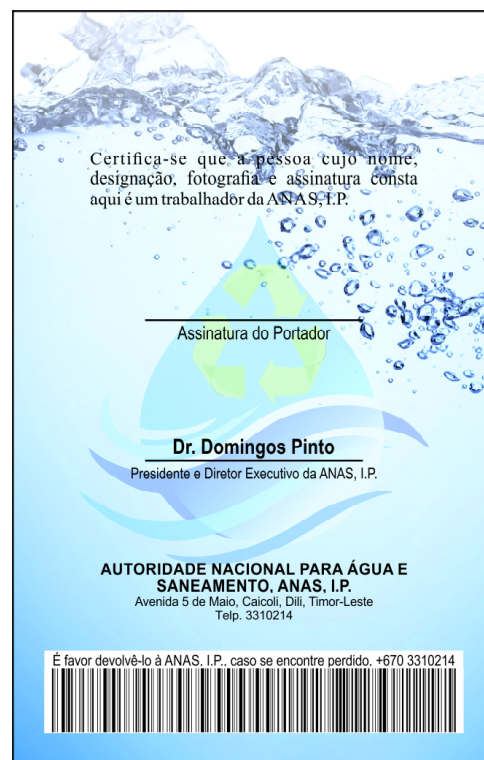 Certifica-se que a pessoa cujo nome,
designação, fotografia e assinatura consta
aqui é um trabalhador da ANAS, I.P.
Assinatura do Portador
Dr. Domingos Pinto
Presidente e Diretor Executivo da ANAS, I.P.
AUTORIDADE NACIONAL PARA ÁGUA E
SANEAMENTO, ANAS, I.P.
Avenida 5 de Maio, Caicoli, Dili, Timor-Leste
Telp. 3310214
É favor devolvê-lo à ANAS, I.P., caso se encontre perdido, +670 3310214